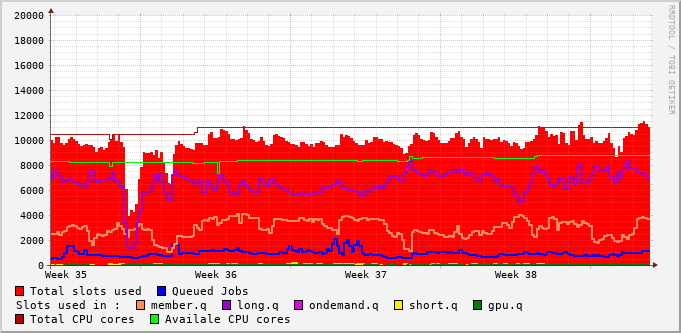 20000
18000
16000
14000
12000
10000
8000
6000
4000
2000
0
Week 35 Week 36 Week 37 Week 38
Total slots used Queued Jobs
Slots used in : member.q long.q ondemand.q short.q gpu.q
Total CPU cores Availale CPU cores
RRDTOOL / TOBI OETIKER